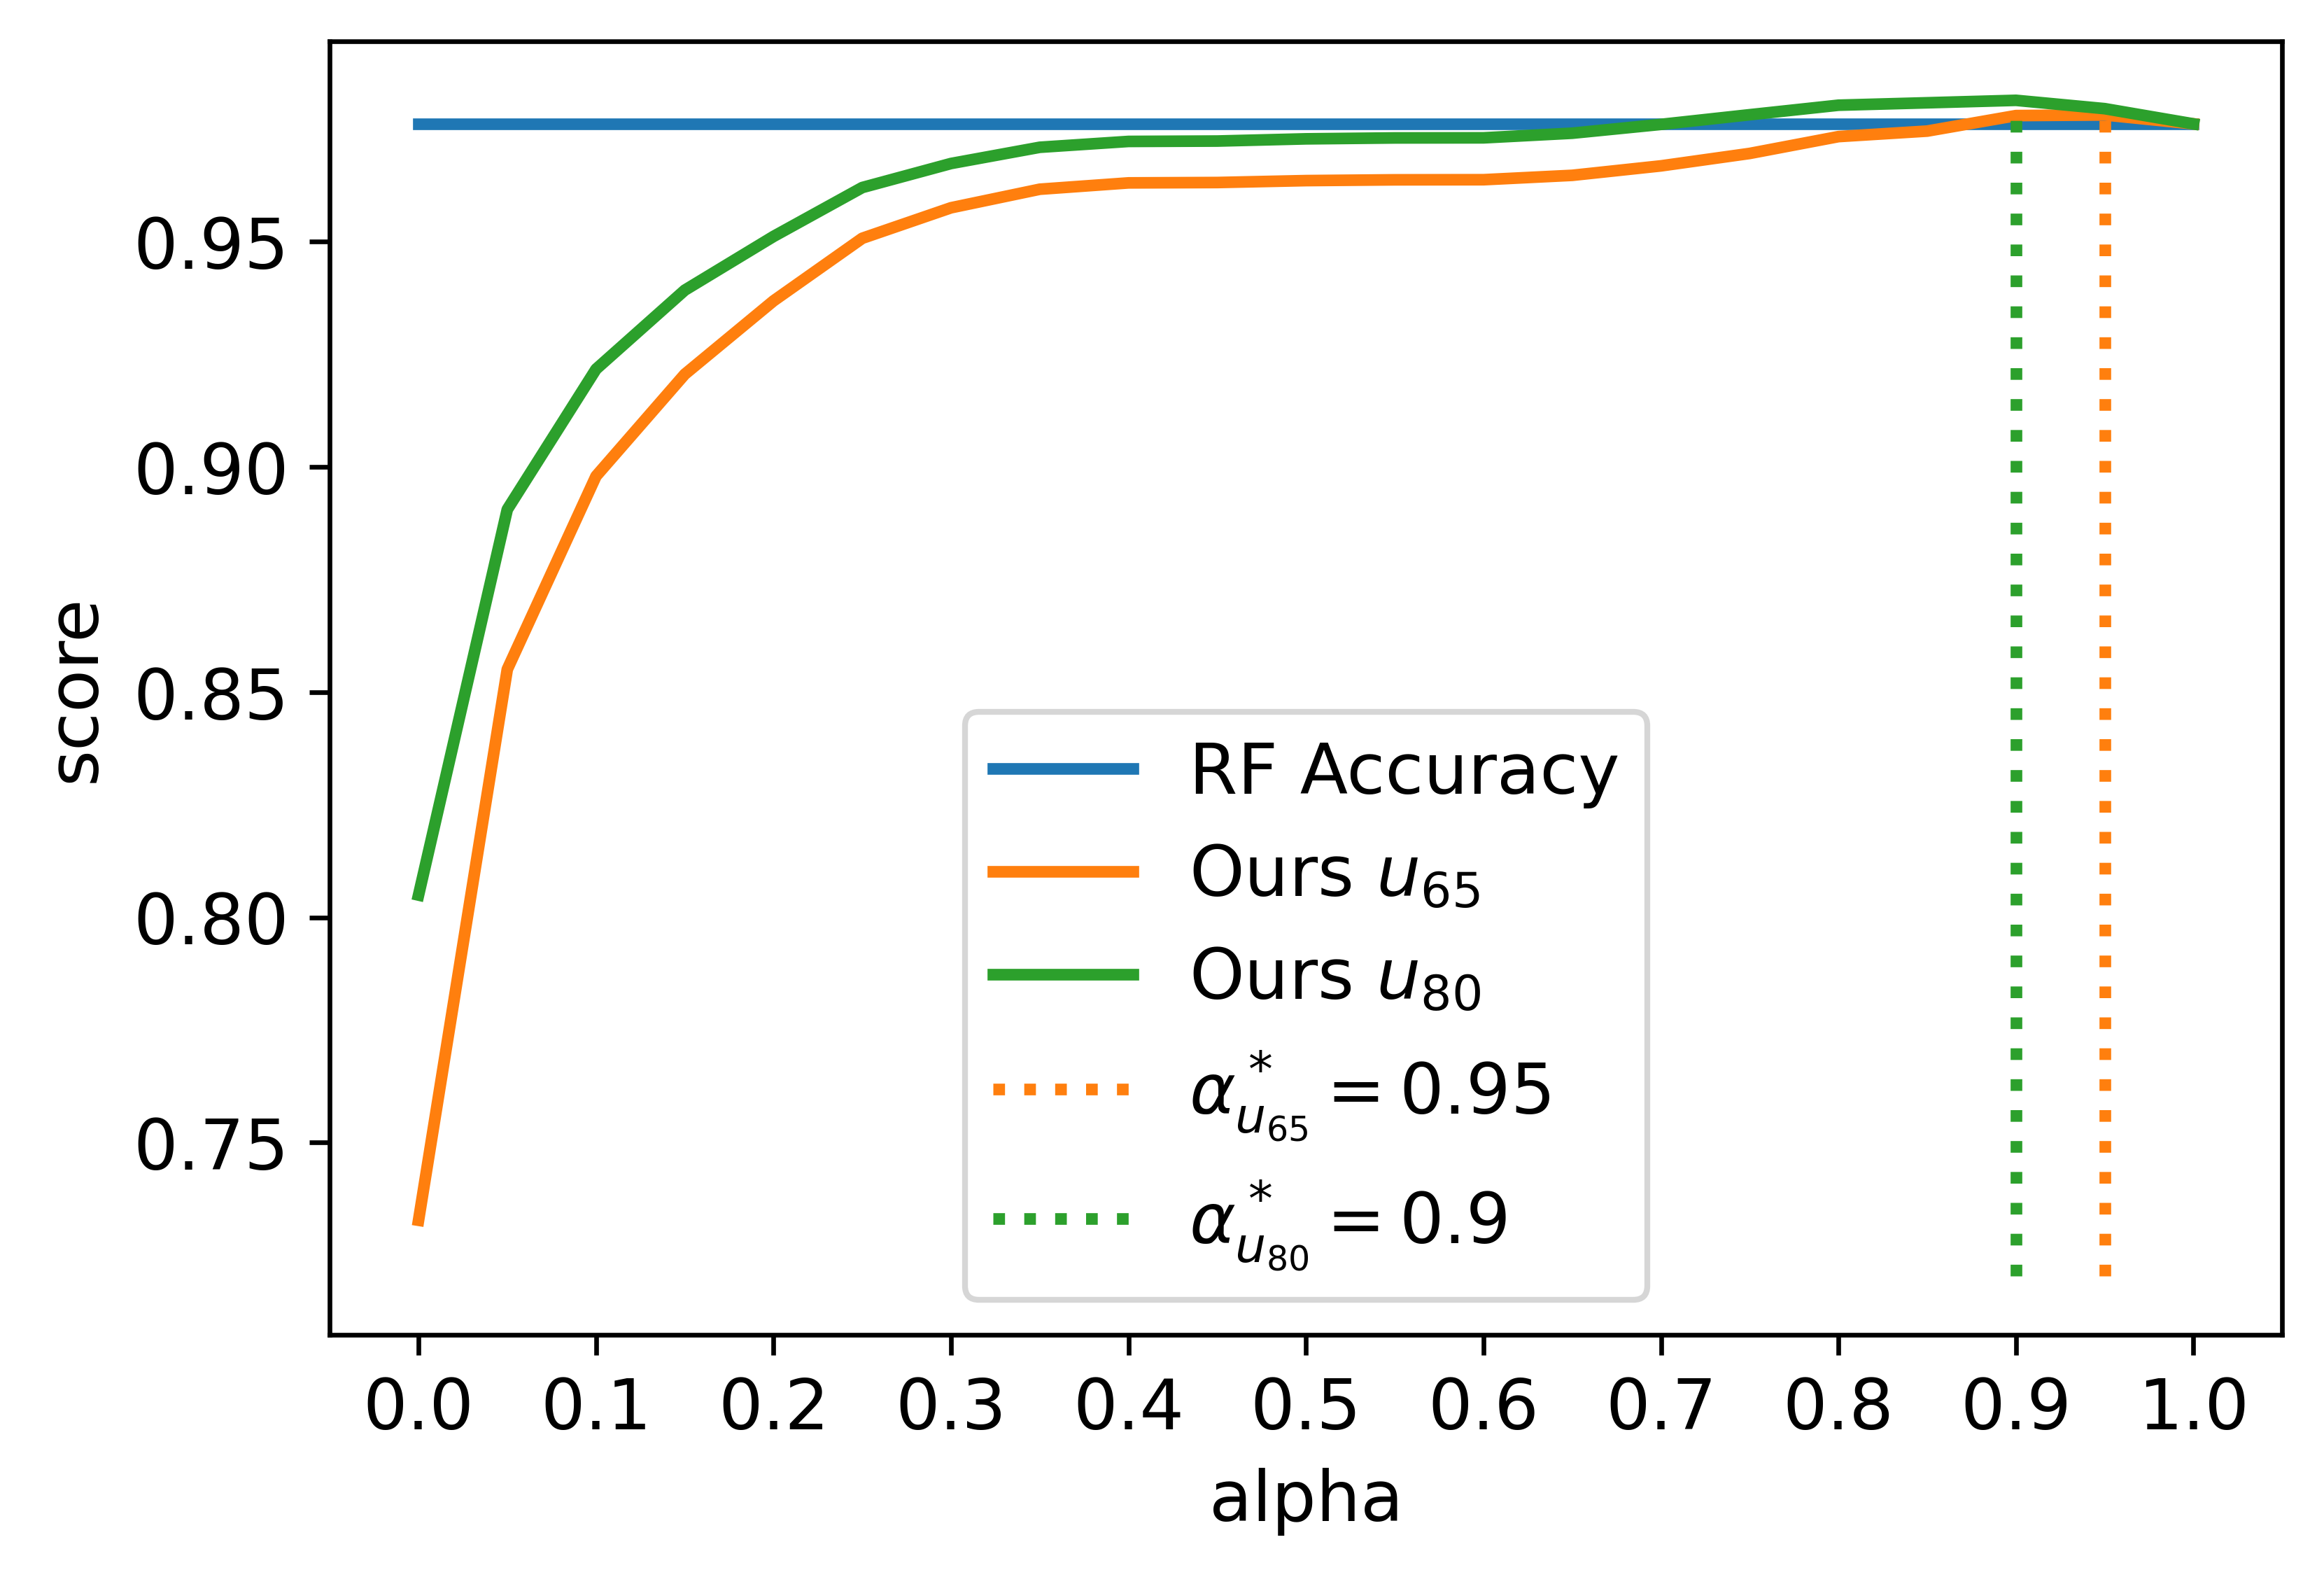 0.95
0.90
0.85
0.80
0.75
score
RF Accuracy
Ours u₆₅
Ours u₈₀
α*ᵤ₆₅ = 0.95
α*ᵤ₈₀ = 0.9
0.0 0.1 0.2 0.3 0.4 0.5 0.6 0.7 0.8 0.9 1.0
alpha